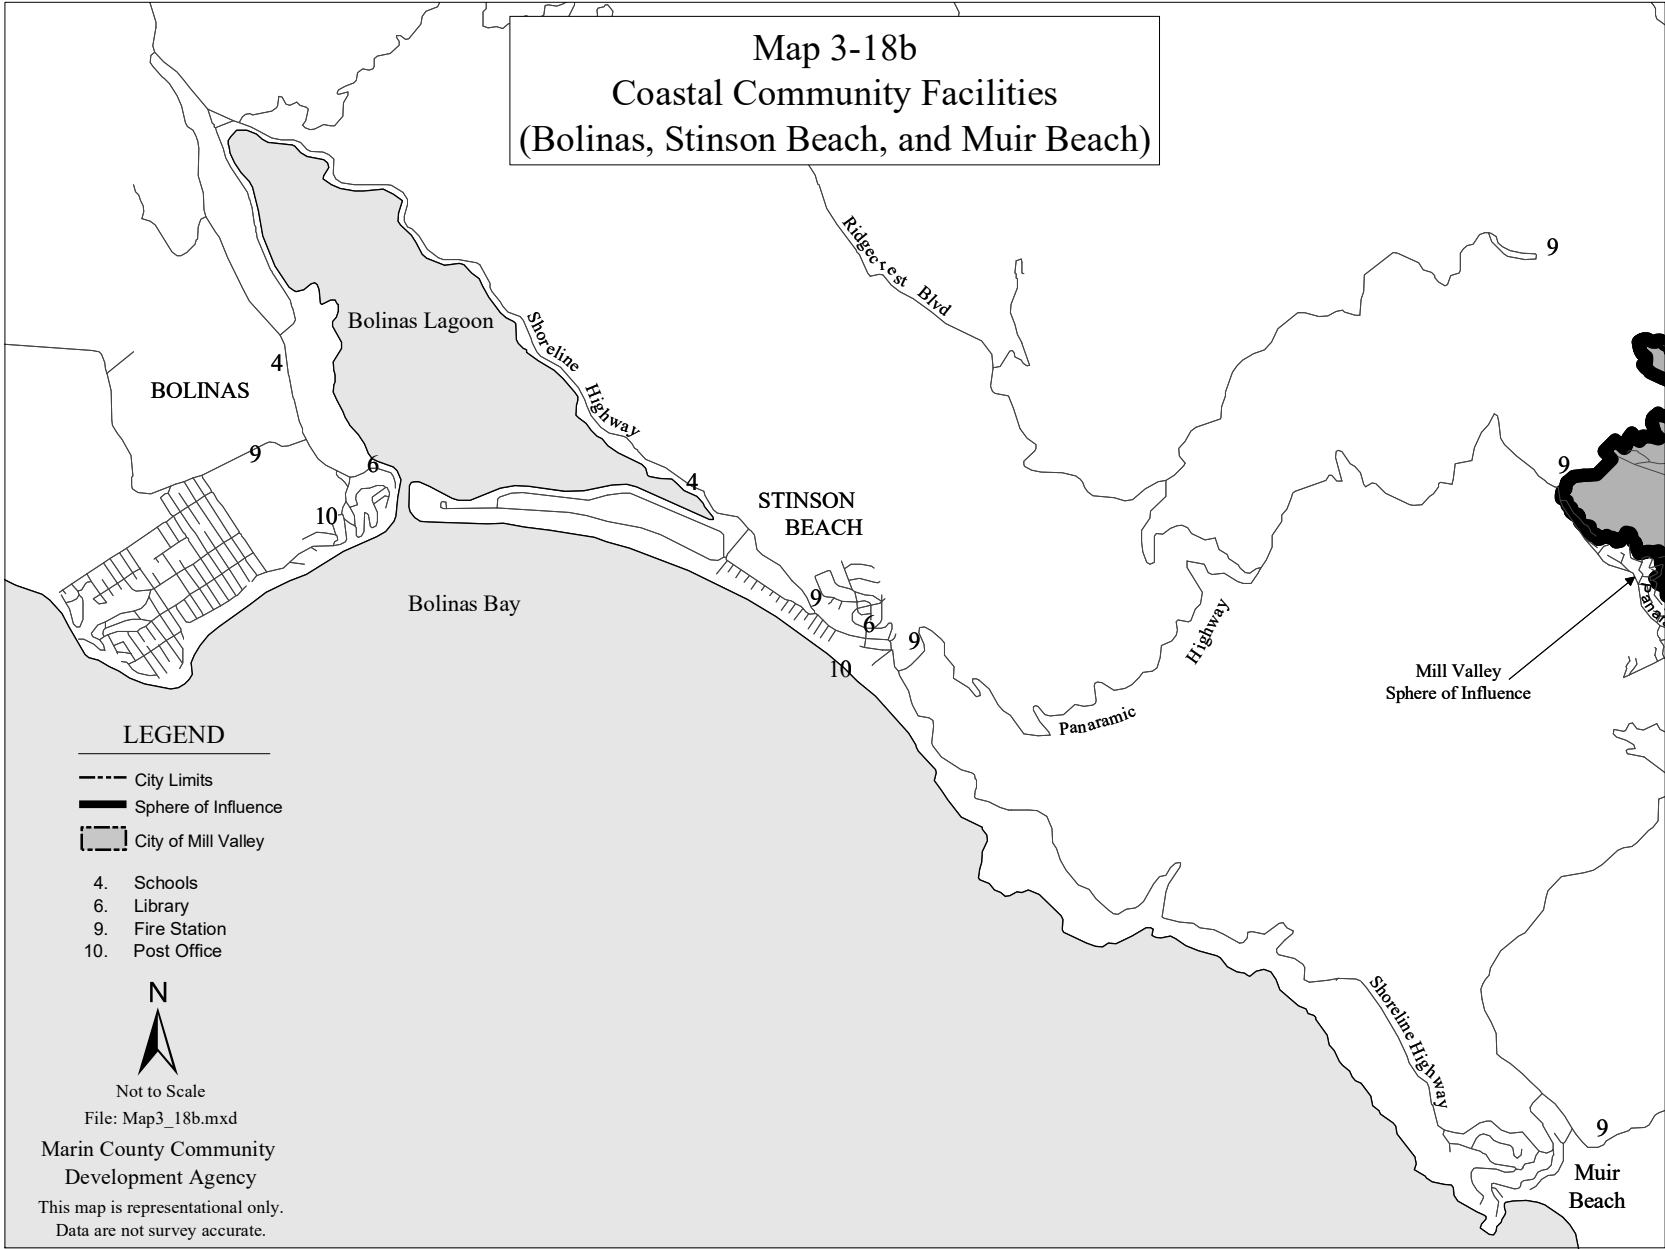 Map 3-18b
Coastal Community Facilities
(Bolinas, Stinson Beach, and Muir Beach)
Ridgecrest Blvd
9
Bolinas Lagoon
Shoreline Highway
4
BOLINAS
9
6
10
4
STINSON
BEACH
9
Bolinas Bay
9
6
9
10
Highway
Panaramic
Mill Valley
Sphere of Influence
LEGEND
City Limits
Sphere of Influence
City of Mill Valley
4. Schools
6. Library
9. Fire Station
10. Post Office
N
Not to Scale
File: Map3_18b.mxd
Marin County Community
Development Agency
This map is representational only.
Data are not survey accurate.
Shoreline Highway
9
Muir
Beach